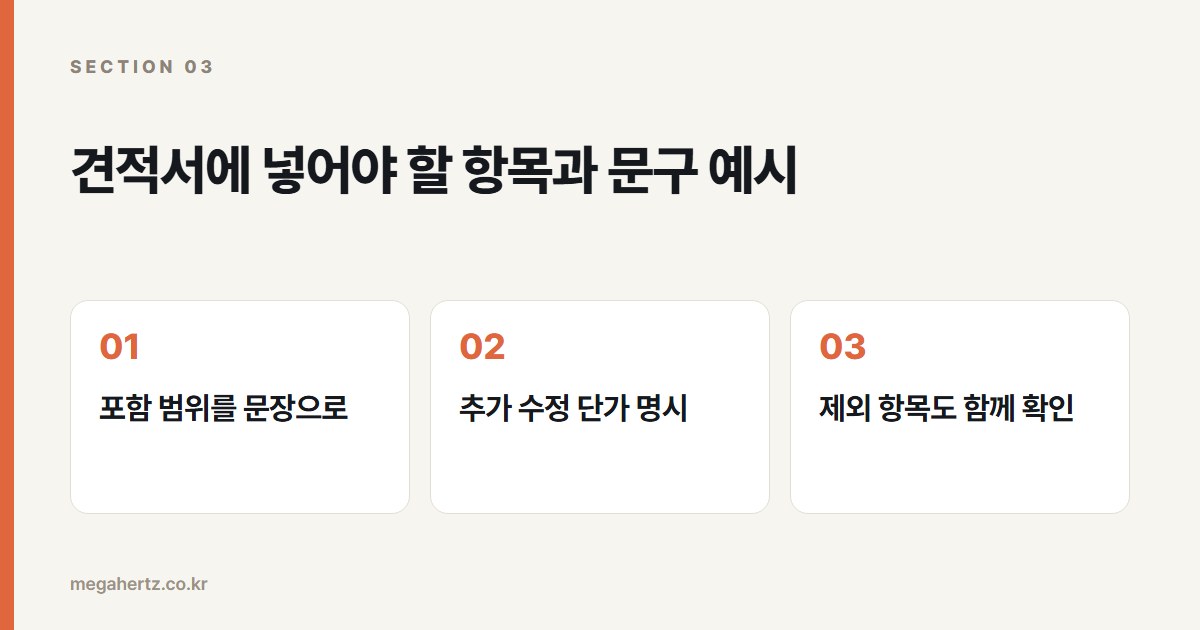 SECTION 03
견적서에 넣어야 할 항목과 문구 예시
01
포함 범위를 문장으로
02
추가 수정 단가 명시
03
제외 항목도 함께 확인
megahertz.co.kr